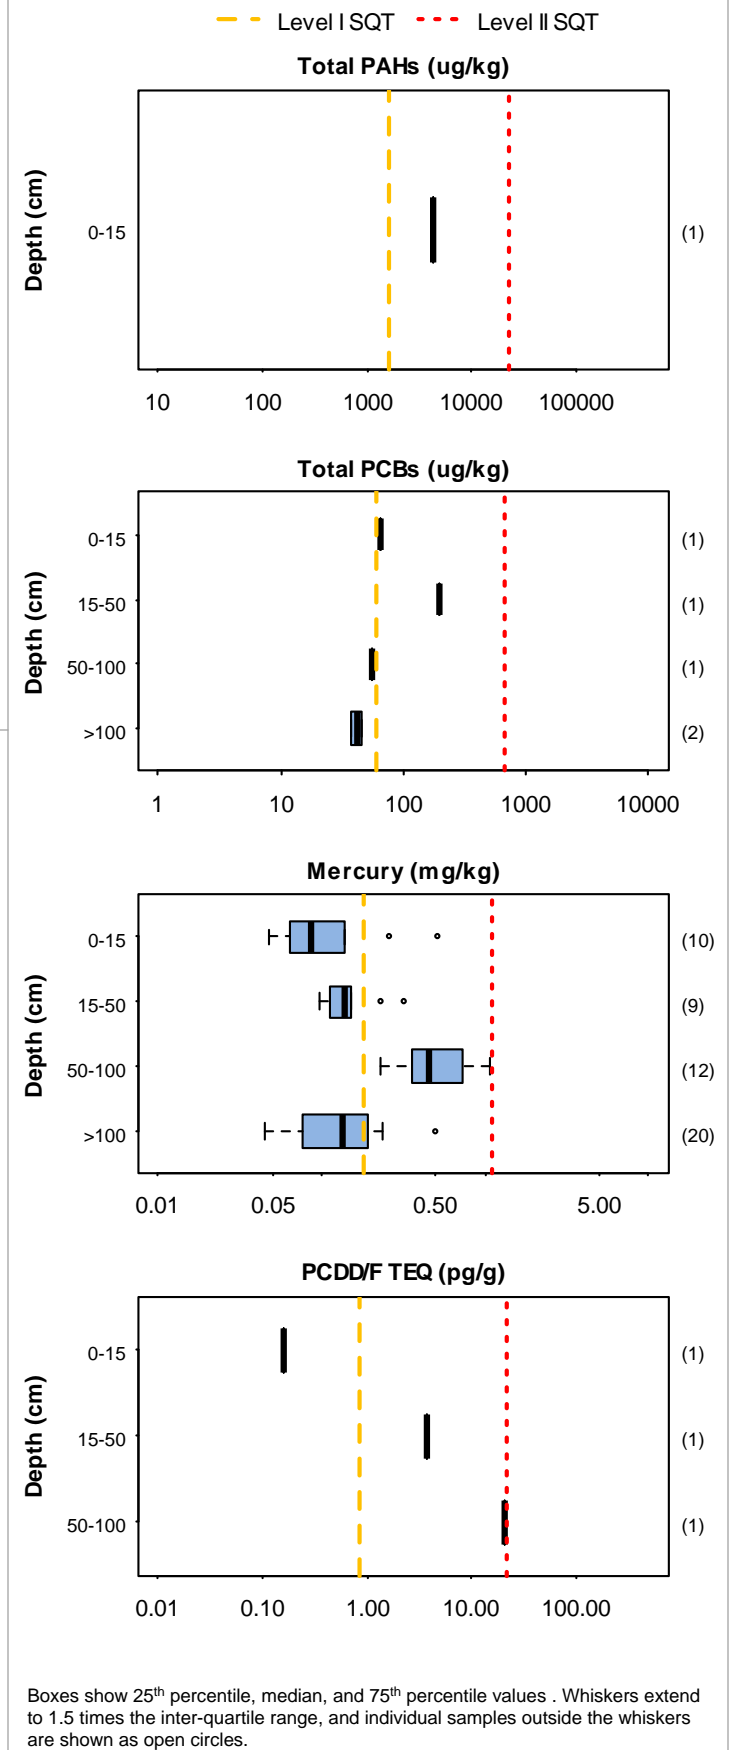 Level I SQT Level II SQT
Total PAHs (ug/kg)
Depth (cm)
0-15 (1)
10 100 1000 10000 100000
Total PCBs (ug/kg)
Depth (cm)
0-15 (1)
15-50 (1)
50-100 (1)
>100 (2)
1 10 100 1000 10000
Mercury (mg/kg)
Depth (cm)
0-15 (10)
15-50 (9)
50-100 (12)
>100 (20)
0.01 0.05 0.50 5.00
PCDD/F TEQ (pg/g)
Depth (cm)
0-15 (1)
15-50 (1)
50-100 (1)
0.01 0.10 1.00 10.00 100.00
Boxes show 25th percentile, median, and 75th percentile values . Whiskers extend
to 1.5 times the inter-quartile range, and individual samples outside the whiskers
are shown as open circles.